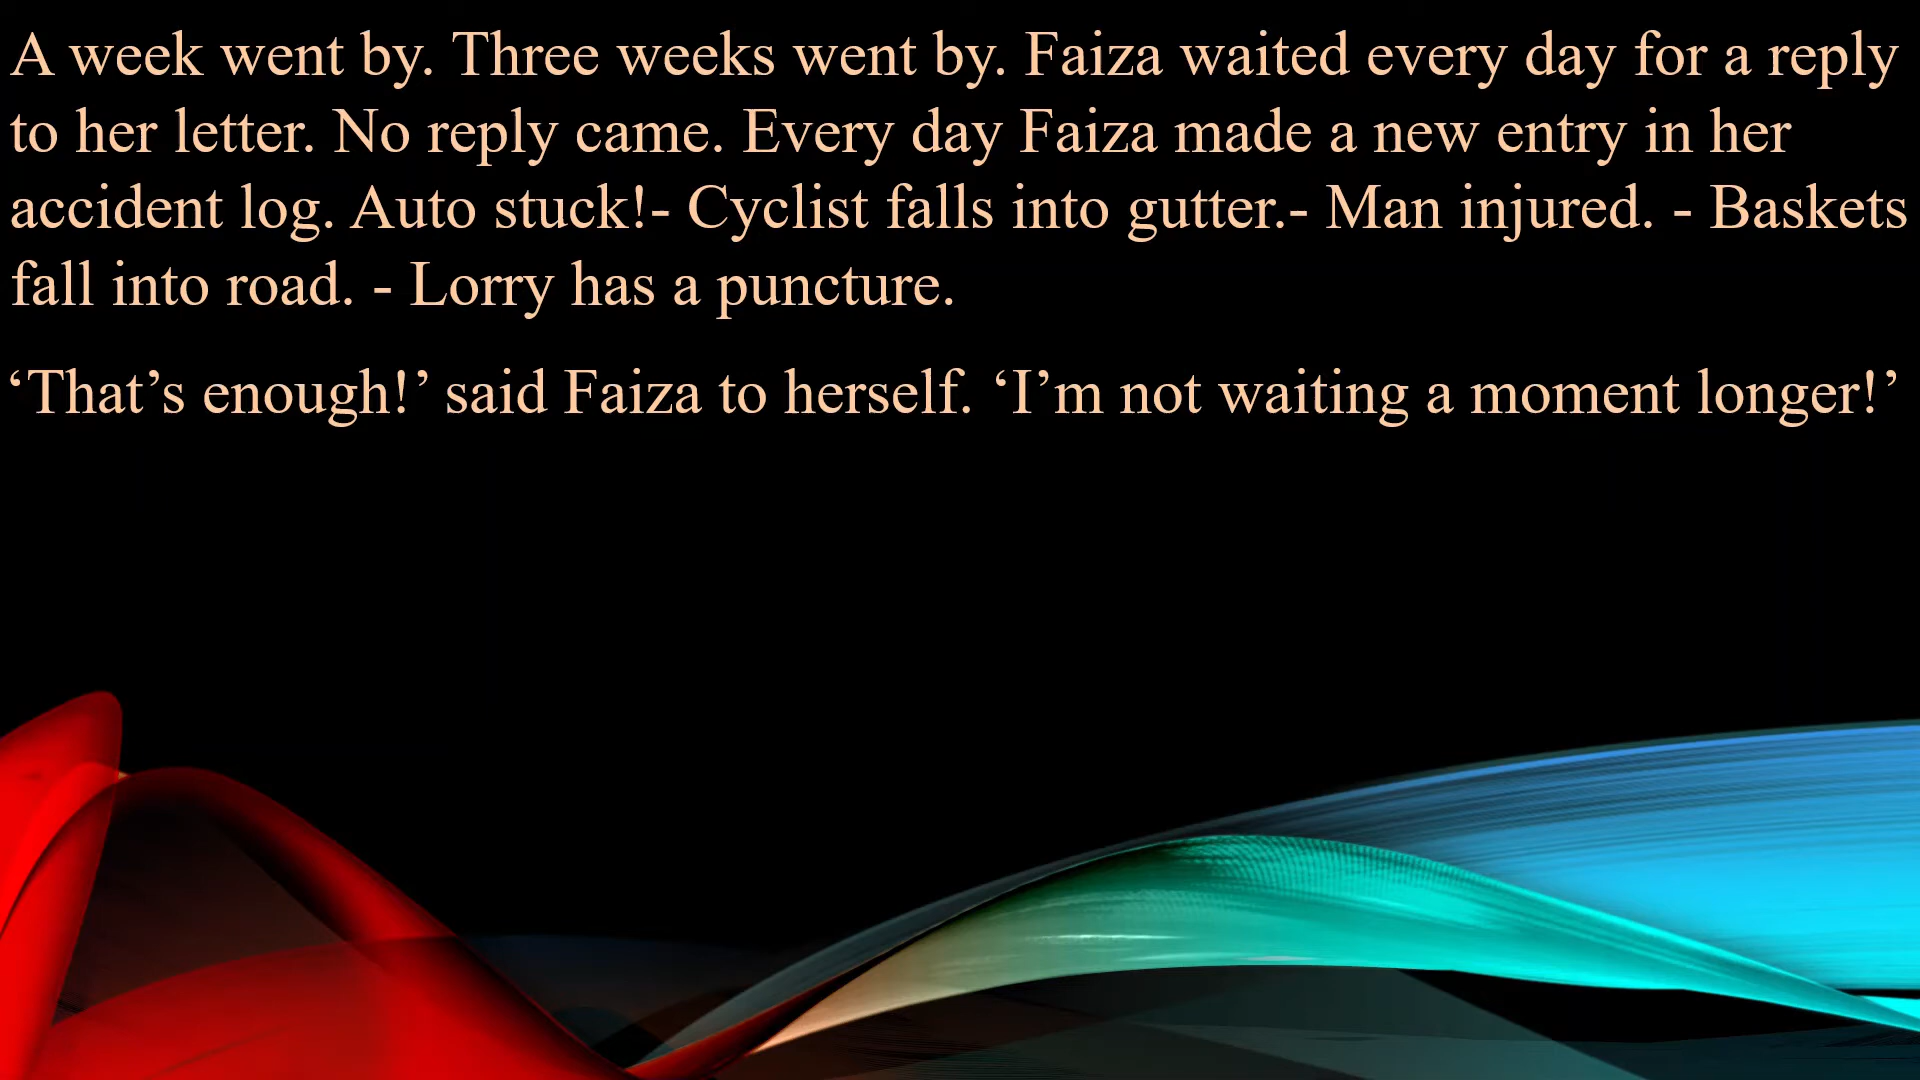 A week went by. Three weeks went by. Faiza waited every day for a reply
to her letter. No reply came. Every day Faiza made a new entry in her
accident log. Auto stuck!- Cyclist falls into gutter.- Man injured. - Baskets
fall into road. - Lorry has a puncture.
‘That’s enough!’ said Faiza to herself. ‘I’m not waiting a moment longer!’